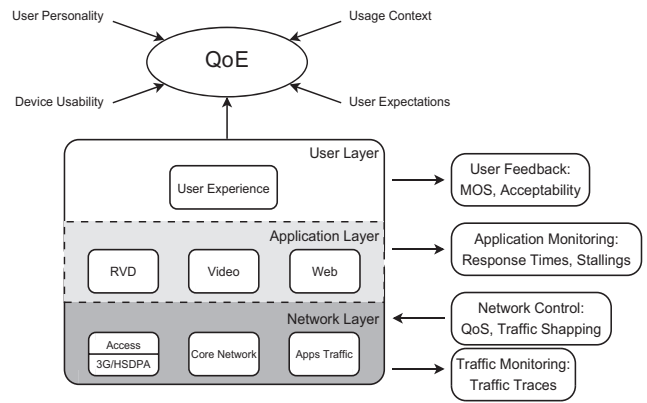 User Personality
Usage Context
QoE
Device Usability
User Expectations
User Layer
User Experience
User Feedback:
MOS, Acceptability
Application Layer
RVD
Video
Web
Application Monitoring:
Response Times, Stallings
Network Layer
Network Control:
QoS, Traffic Shapping
Access
3G/HSDPA
Core Network
Apps Traffic
Traffic Monitoring:
Traffic Traces